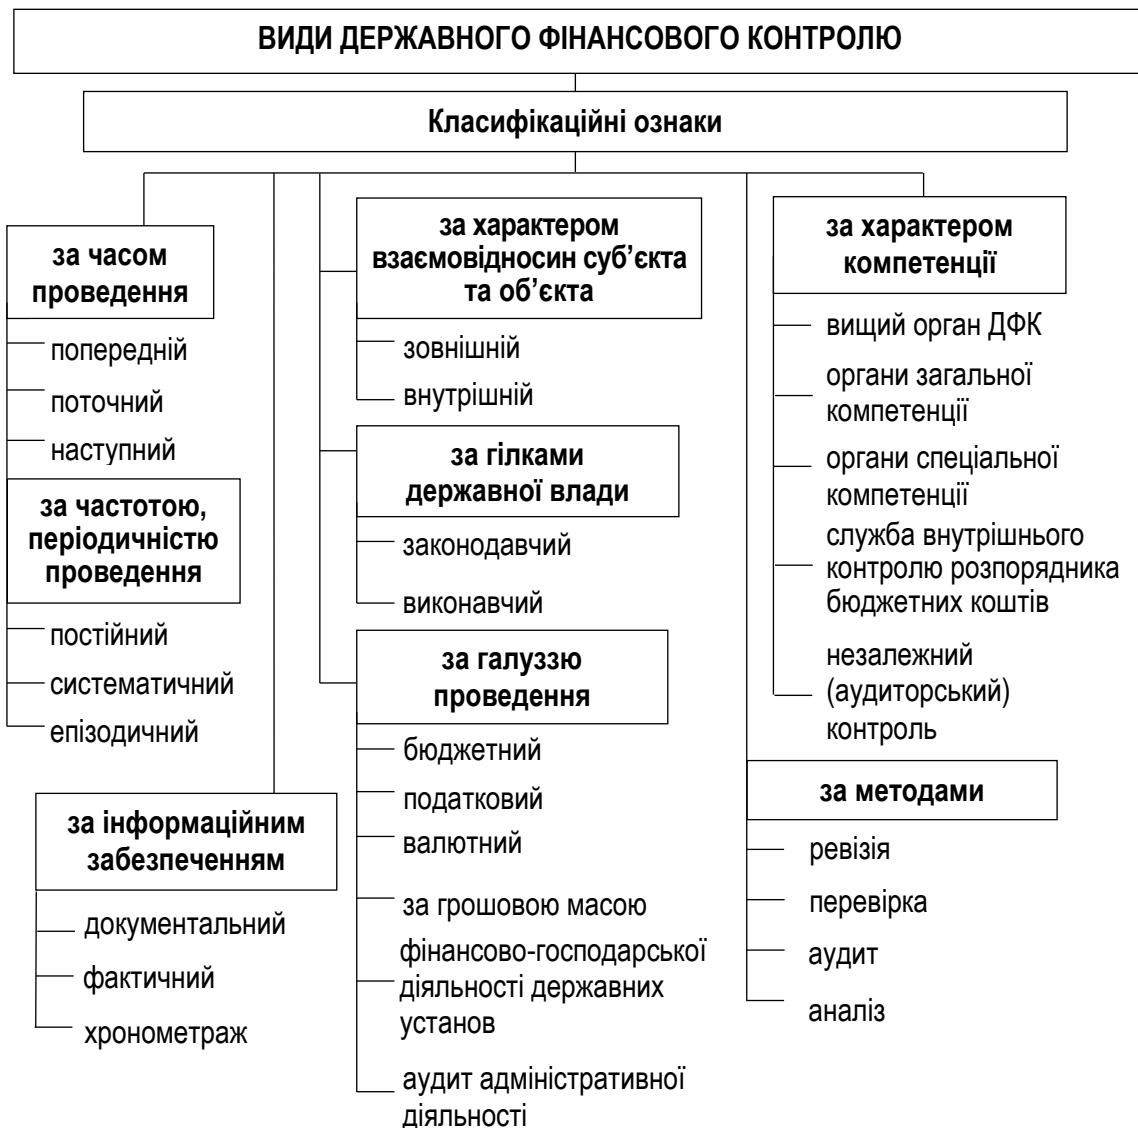 ВИДИ ДЕРЖАВНОГО ФІНАНСОВОГО КОНТРОЛЮ
Класифікаційні ознаки
за часом
проведення
попередній
поточний
наступний
за частотою,
періодичністю
проведення
постійний
систематичний
епізодичний
за інформаційним
забезпеченням
документальний
фактичний
хронометраж
за характером
взаємовідносин суб’єкта
та об’єкта
зовнішній
внутрішній
за гілками
державної влади
законодавчий
виконавчий
за галуззю
проведення
бюджетний
податковий
валютний
за грошовою масою
фінансово-господарської
діяльності державних
установ
аудит адміністративної
діяльності
за характером
компетенції
вищий орган ДФК
органи загальної
компетенції
органи спеціальної
компетенції
служба внутрішнього
контролю розпорядника
бюджетних коштів
незалежний
(аудиторський)
контроль
за методами
ревізія
перевірка
аудит
аналіз